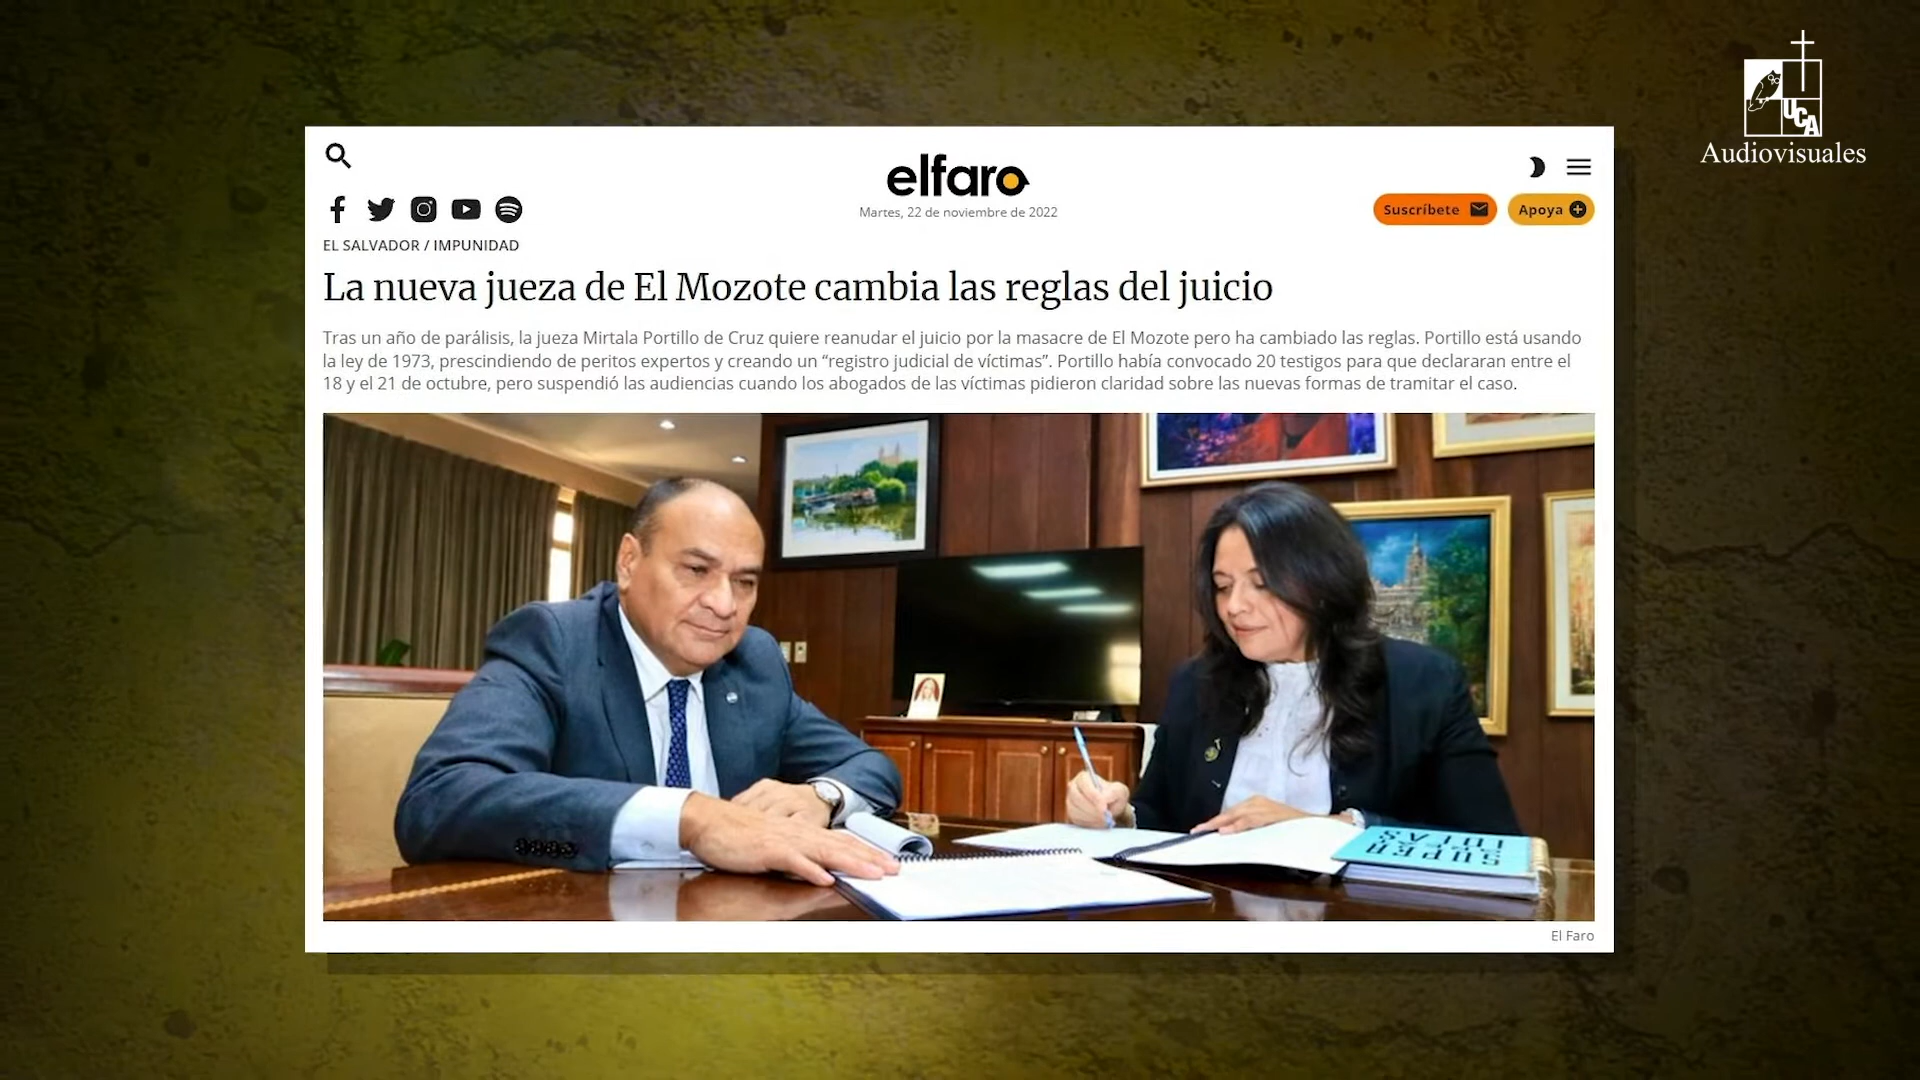 UCA
Audiovisuales
elfaro
Martes, 22 de noviembre de 2022
Suscríbete
Apoya
EL SALVADOR / IMPUNIDAD
La nueva jueza de El Mozote cambia las reglas del juicio
Tras un año de parálisis, la jueza Mirtala Portillo de Cruz quiere reanudar el juicio por la masacre de El Mozote pero ha cambiado las reglas. Portillo está usando
la ley de 1973, prescindiendo de peritos expertos y creando un “registro judicial de víctimas”. Portillo había convocado 20 testigos para que declararan entre el
18 y el 21 de octubre, pero suspendió las audiencias cuando los abogados de las víctimas pidieron claridad sobre las nuevas formas de tramitar el caso.
El Faro